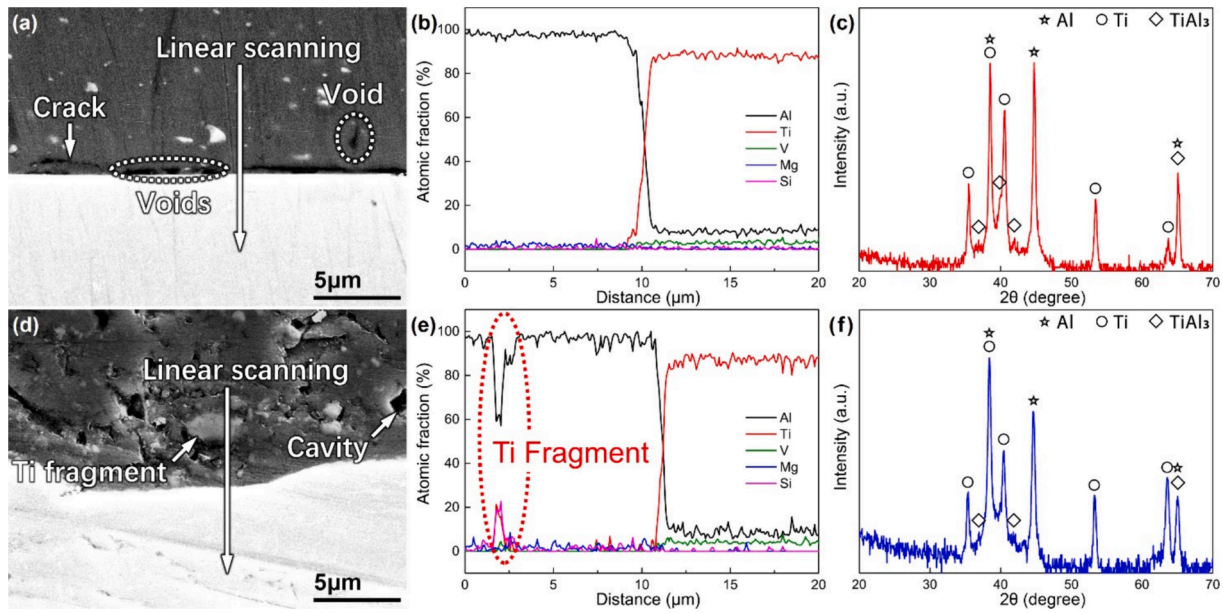 (a)
Linear scanning
Void
Crack
Voids
5μm
(b)
Atomic fraction (%)
100
80
60
40
20
0
Al
Ti
V
Mg
Si
0 5 10 15 20
Distance (μm)
(c)
☆ Al ○ Ti ◇ TiAl₃
Intensity (a.u.)
20 30 40 50 60 70
2θ (degree)
(d)
Linear scanning
Ti fragment
Cavity
5μm
(e)
Atomic fraction (%)
100
80
60
40
20
0
Ti Fragment
Al
Ti
V
Mg
Si
0 5 10 15 20
Distance (μm)
(f)
☆ Al ○ Ti ◇ TiAl₃
Intensity (a.u.)
20 30 40 50 60 70
2θ (degree)